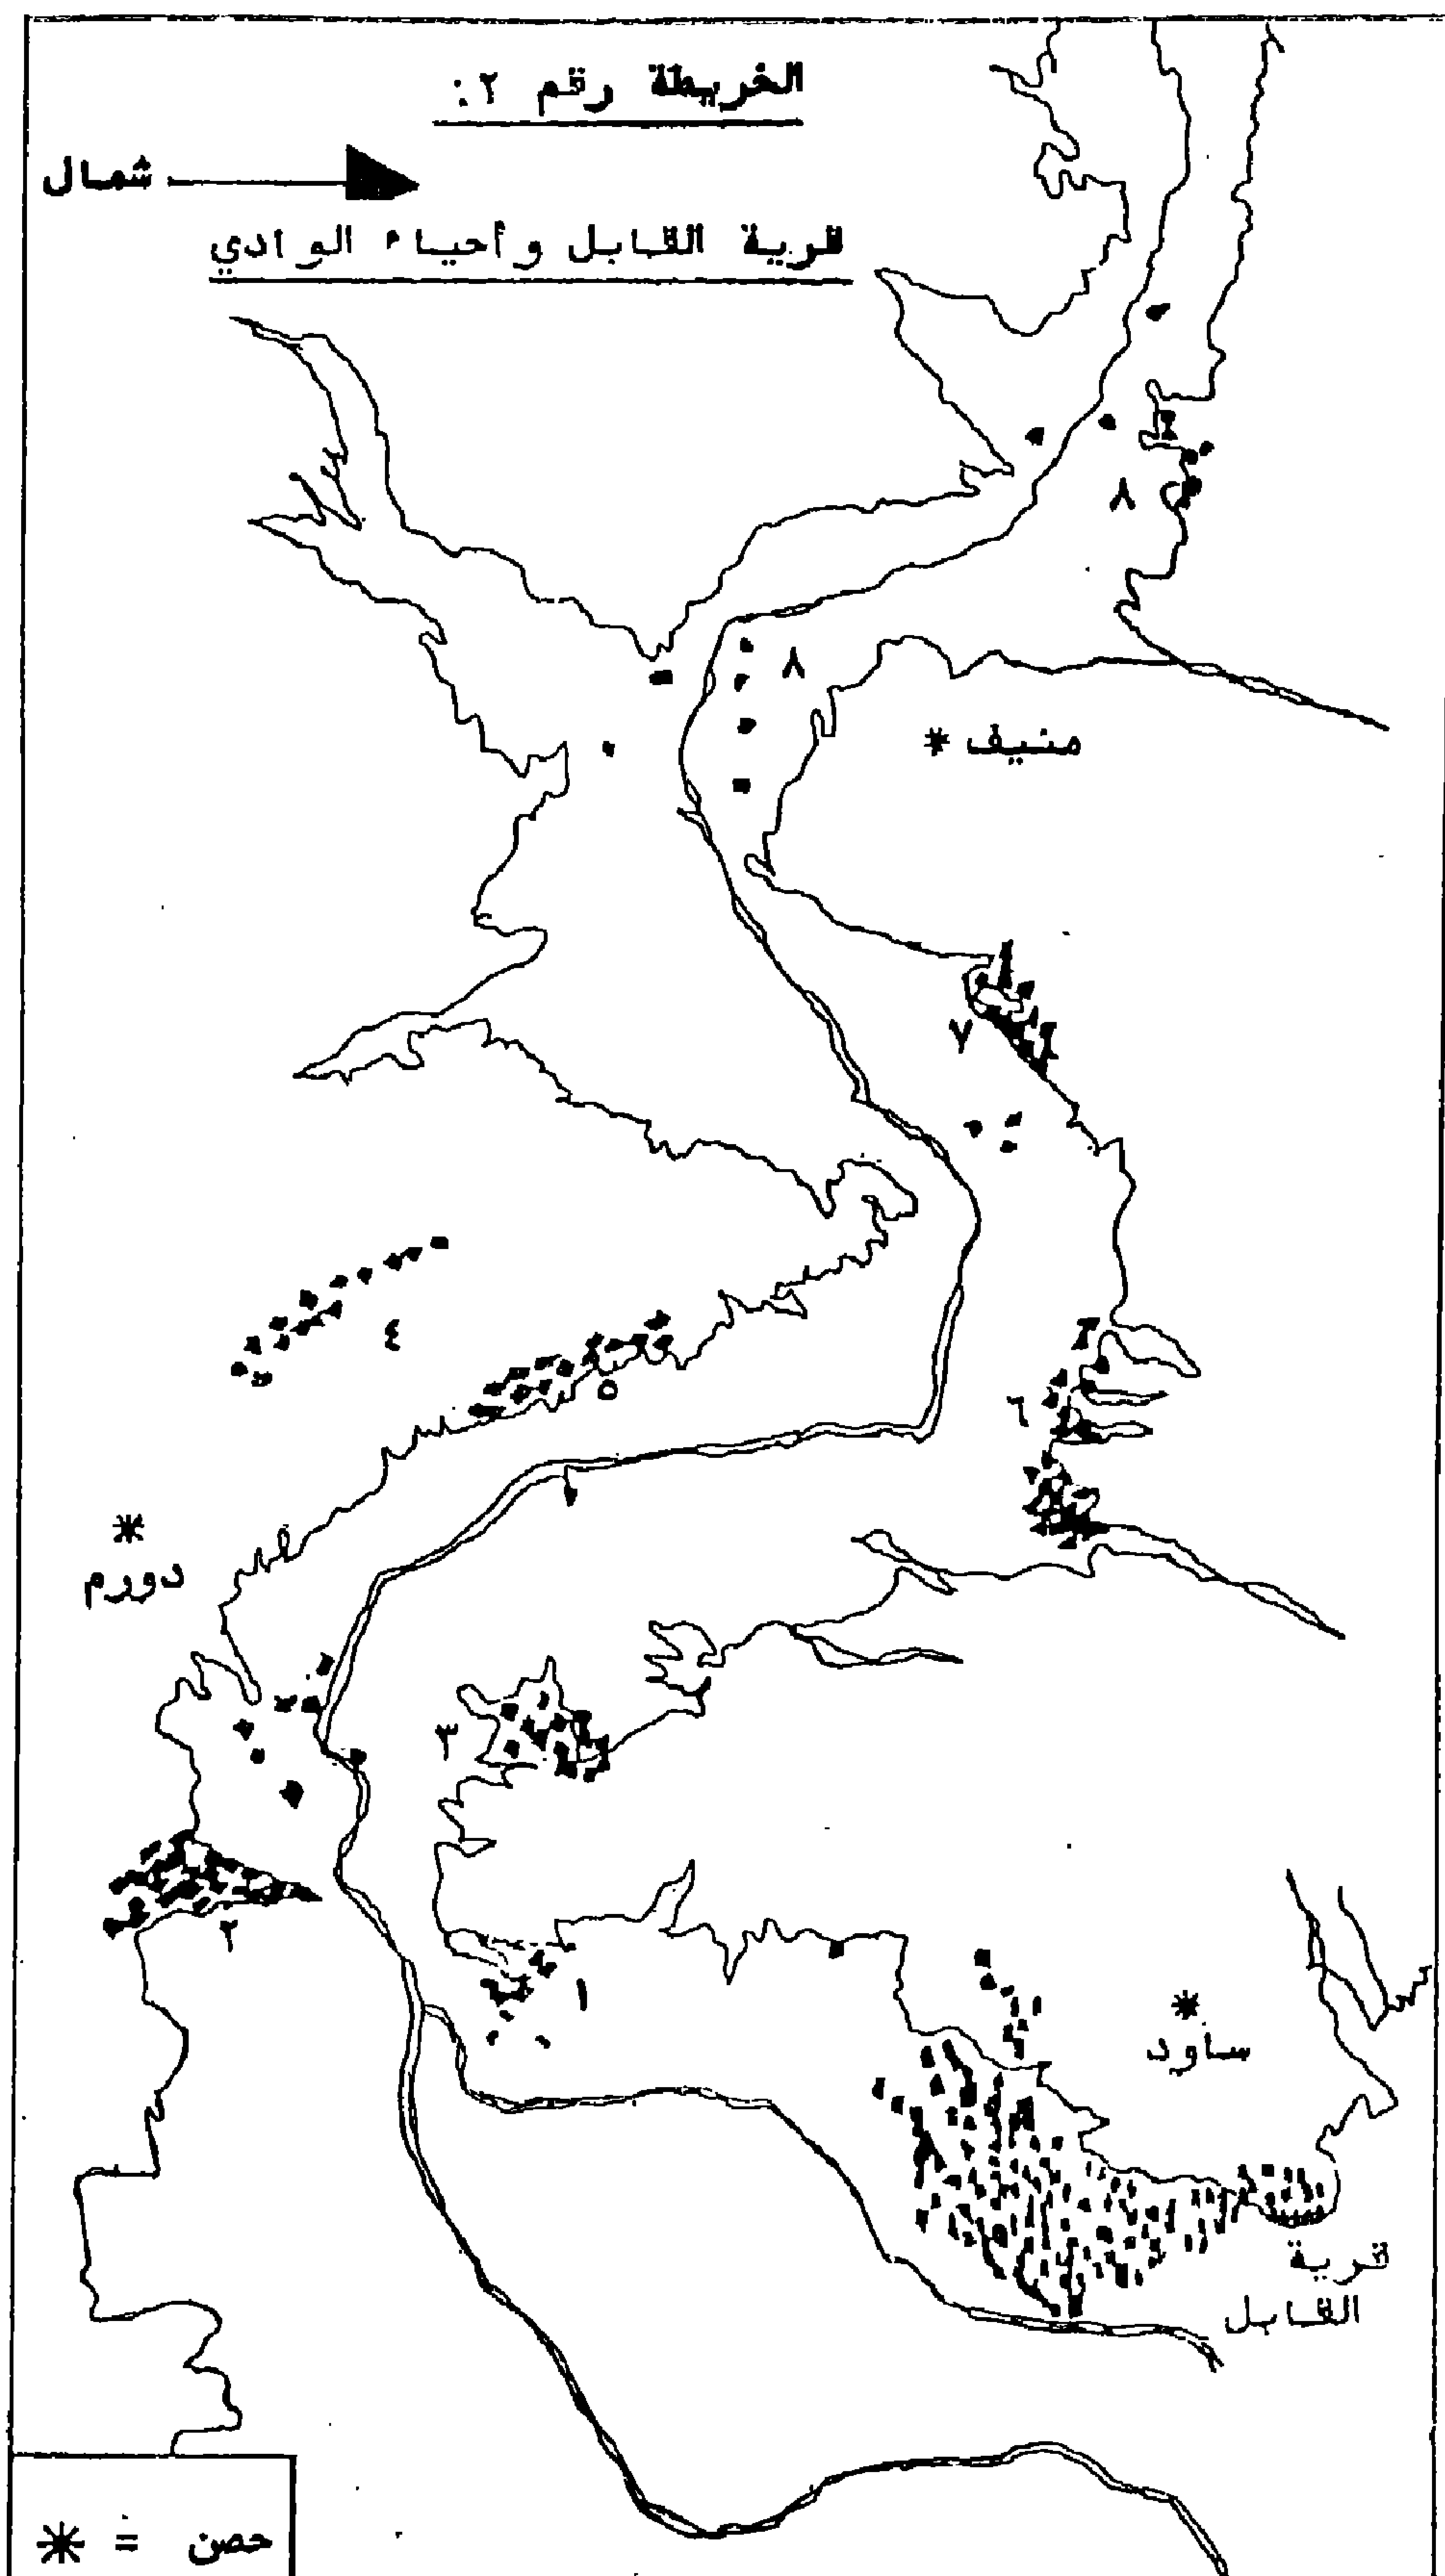 الخريطة رقم ٢:
شمال
قرية القابل وأحياء الوادي
٨
٨
منيف *
٧
٤
٥
٦
*
دورم
٣
٢
١
*
ساود
قرية
القابل
حصن = *